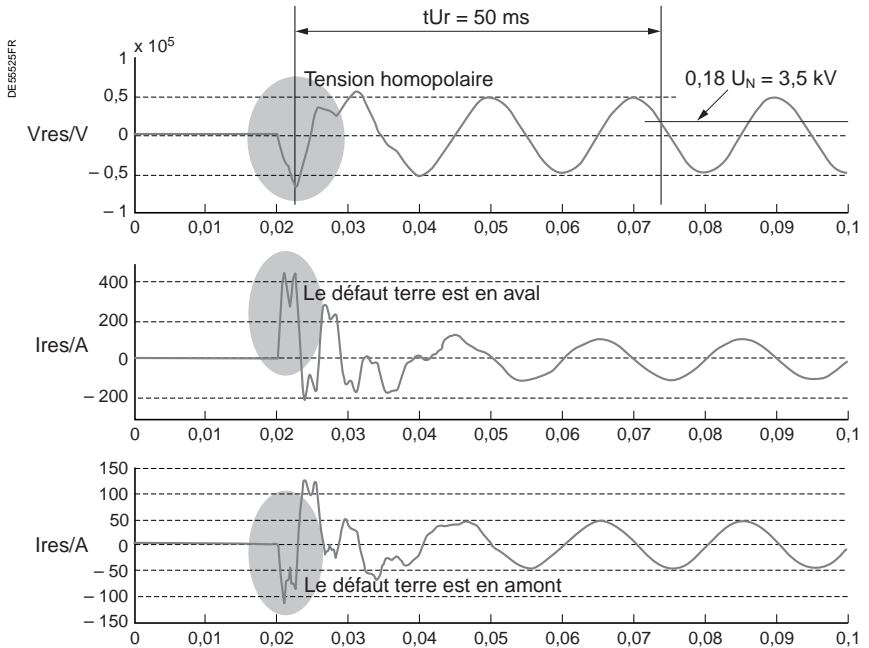 DE55525FR
tUr = 50 ms
x 10⁵
Tension homopolaire
0,18 Uₙ = 3,5 kV
Vres/V
1
0,5
0
– 0,5
– 1
0 0,01 0,02 0,03 0,04 0,05 0,06 0,07 0,08 0,09 0,1
Le défaut terre est en aval
Ires/A
400
200
0
– 200
0 0,01 0,02 0,03 0,04 0,05 0,06 0,07 0,08 0,09 0,1
Ires/A
150
100
50
0
– 50
– 100
– 150
Le défaut terre est en amont
0 0,01 0,02 0,03 0,04 0,05 0,06 0,07 0,08 0,09 0,1